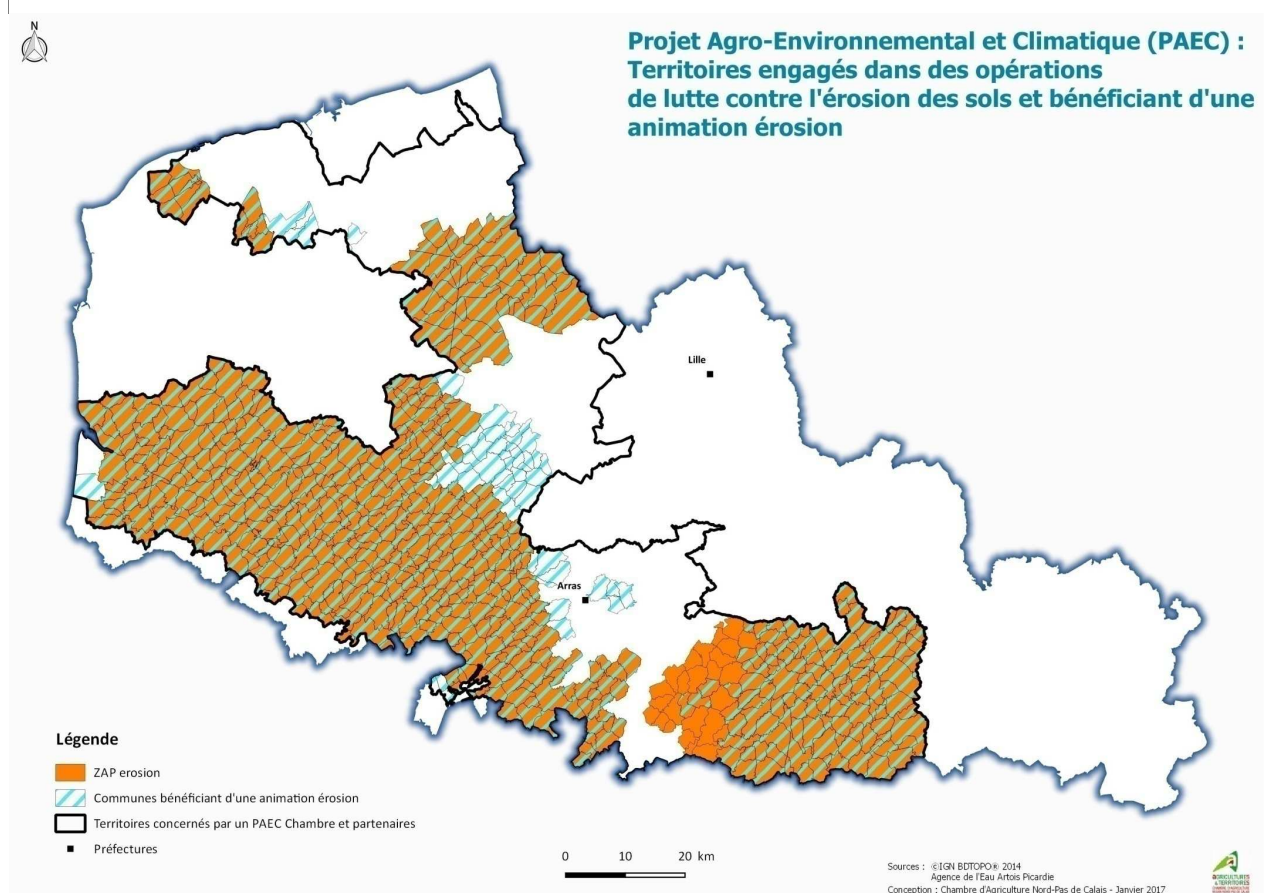 N
Projet Agro-Environnemental et Climatique (PAEC) :
Territoires engagés dans des opérations
de lutte contre l'érosion des sols et bénéficiant d'une
animation érosion
Lille
Arras
Légende
ZAP erosion
Communes bénéficiant d'une animation érosion
Territoires concernés par un PAEC Chambre et partenaires
Préfectures
0 10 20 km
Sources : ©IGN BDTOPO® 2014
Agence de l'Eau Artois Picardie
Conception : Chambre d'Agriculture Nord-Pas de Calais - Janvier 2017
AGRICULTURES
& TERRITOIRES